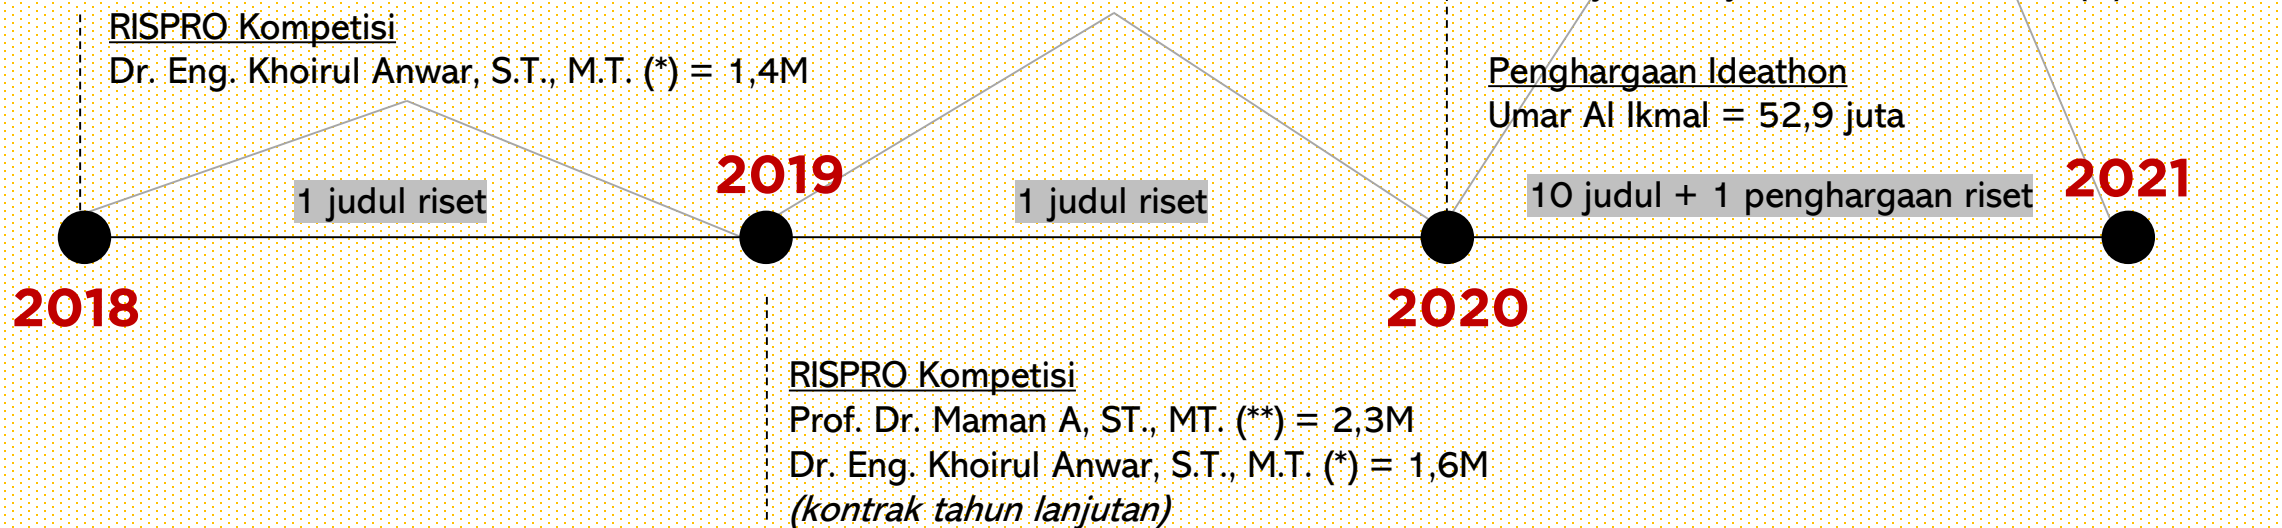 RISPRO Kompetisi
Dr. Eng. Khoirul Anwar, S.T., M.T. (*) = 1,4M
Penghargaan Ideathon
Umar Al Ikmal = 52,9 juta
2019
2021
1 judul riset
1 judul riset
10 judul + 1 penghargaan riset
2018
2020
RISPRO Kompetisi
Prof. Dr. Maman A, ST., MT. (**) = 2,3M
Dr. Eng. Khoirul Anwar, S.T., M.T. (*) = 1,6M
(kontrak tahun lanjutan)